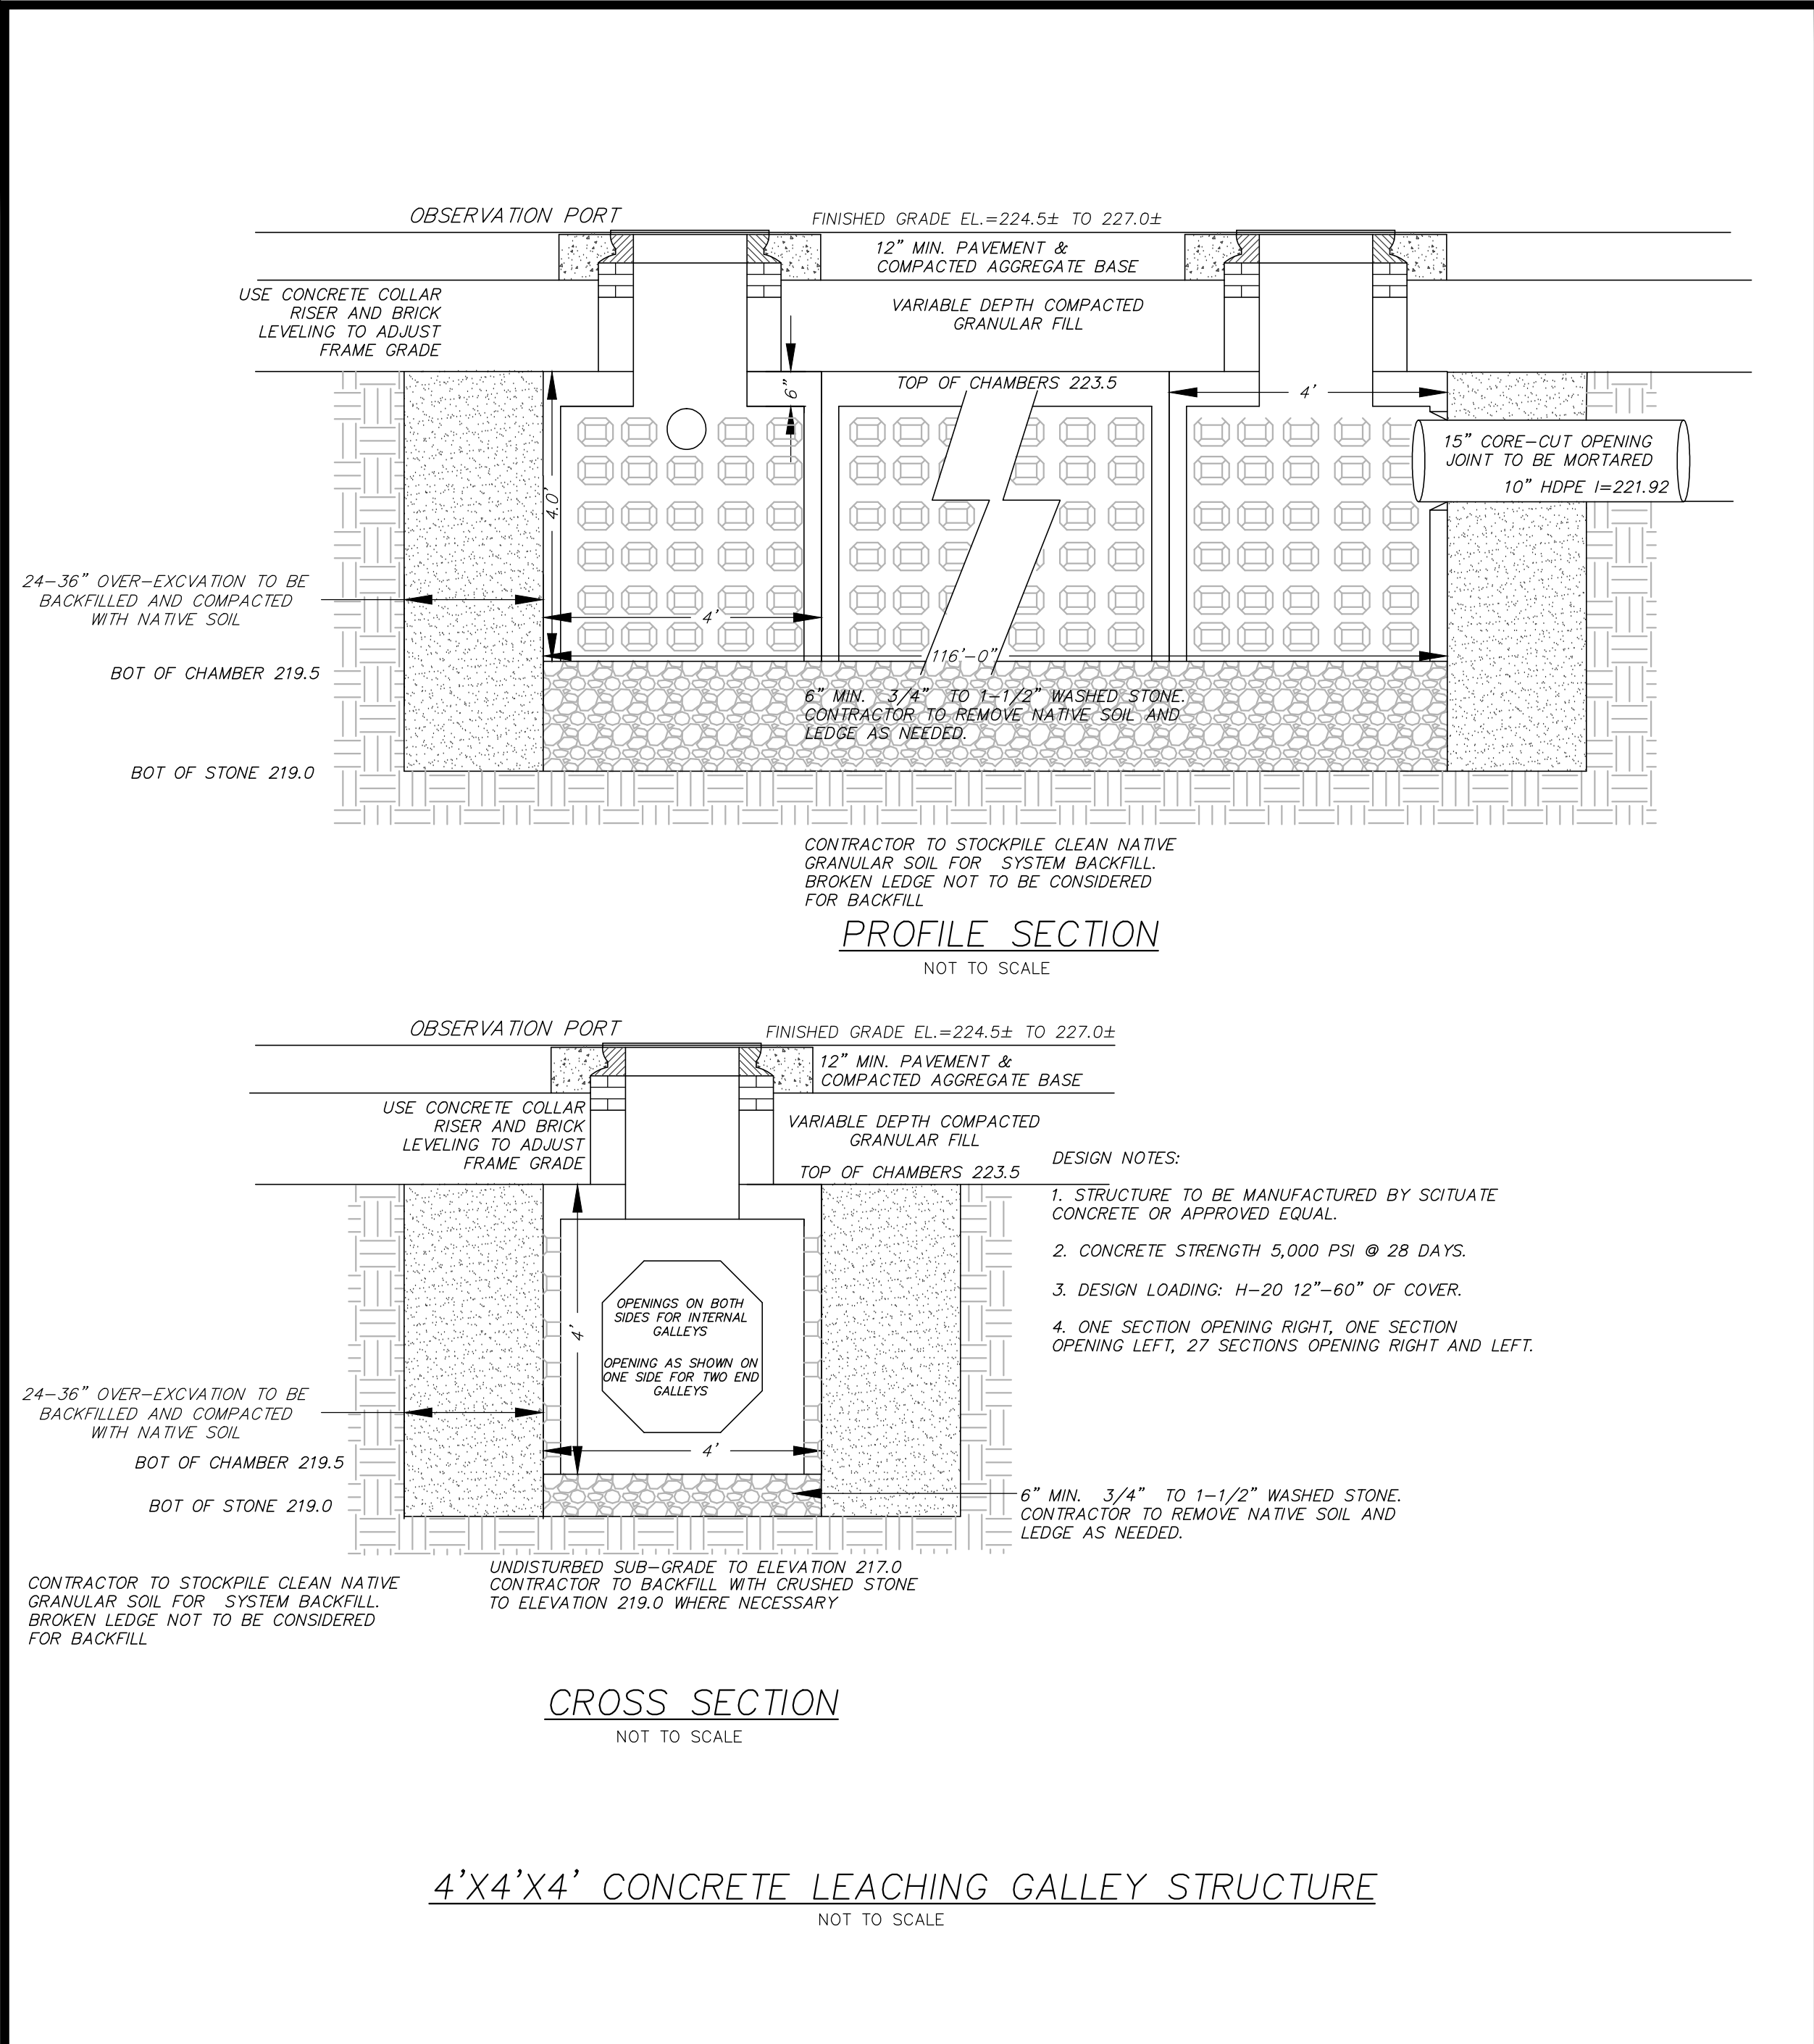 OBSERVATION PORT
FINISHED GRADE EL.=224.5± TO 227.0±
12" MIN. PAVEMENT &
COMPACTED AGGREGATE BASE
USE CONCRETE COLLAR
RISER AND BRICK
LEVELING TO ADJUST
FRAME GRADE
VARIABLE DEPTH COMPACTED
GRANULAR FILL
TOP OF CHAMBERS 223.5
6"
4'
15" CORE-CUT OPENING
JOINT TO BE MORTARED
10" HDPE I=221.92
4.0'
24-36" OVER-EXCVATION TO BE
BACKFILLED AND COMPACTED
WITH NATIVE SOIL
4'
116'-0"
BOT OF CHAMBER 219.5
6" MIN. 3/4" TO 1-1/2" WASHED STONE.
CONTRACTOR TO REMOVE NATIVE SOIL AND
LEDGE AS NEEDED.
BOT OF STONE 219.0
CONTRACTOR TO STOCKPILE CLEAN NATIVE
GRANULAR SOIL FOR SYSTEM BACKFILL.
BROKEN LEDGE NOT TO BE CONSIDERED
FOR BACKFILL
PROFILE SECTION
NOT TO SCALE
OBSERVATION PORT
FINISHED GRADE EL.=224.5± TO 227.0±
12" MIN. PAVEMENT &
COMPACTED AGGREGATE BASE
USE CONCRETE COLLAR
RISER AND BRICK
LEVELING TO ADJUST
FRAME GRADE
VARIABLE DEPTH COMPACTED
GRANULAR FILL
TOP OF CHAMBERS 223.5
DESIGN NOTES:
1. STRUCTURE TO BE MANUFACTURED BY SCITUATE
CONCRETE OR APPROVED EQUAL.
2. CONCRETE STRENGTH 5,000 PSI @ 28 DAYS.
3. DESIGN LOADING: H-20 12"-60" OF COVER.
4. ONE SECTION OPENING RIGHT, ONE SECTION
OPENING LEFT, 27 SECTIONS OPENING RIGHT AND LEFT.
OPENINGS ON BOTH
SIDES FOR INTERNAL
GALLEYS
OPENING AS SHOWN ON
ONE SIDE FOR TWO END
GALLEYS
4'
4'
24-36" OVER-EXCVATION TO BE
BACKFILLED AND COMPACTED
WITH NATIVE SOIL
BOT OF CHAMBER 219.5
BOT OF STONE 219.0
6" MIN. 3/4" TO 1-1/2" WASHED STONE.
CONTRACTOR TO REMOVE NATIVE SOIL AND
LEDGE AS NEEDED.
UNDISTURBED SUB-GRADE TO ELEVATION 217.0
CONTRACTOR TO BACKFILL WITH CRUSHED STONE
TO ELEVATION 219.0 WHERE NECESSARY
CONTRACTOR TO STOCKPILE CLEAN NATIVE
GRANULAR SOIL FOR SYSTEM BACKFILL.
BROKEN LEDGE NOT TO BE CONSIDERED
FOR BACKFILL
CROSS SECTION
NOT TO SCALE
4'X4'X4' CONCRETE LEACHING GALLEY STRUCTURE
NOT TO SCALE